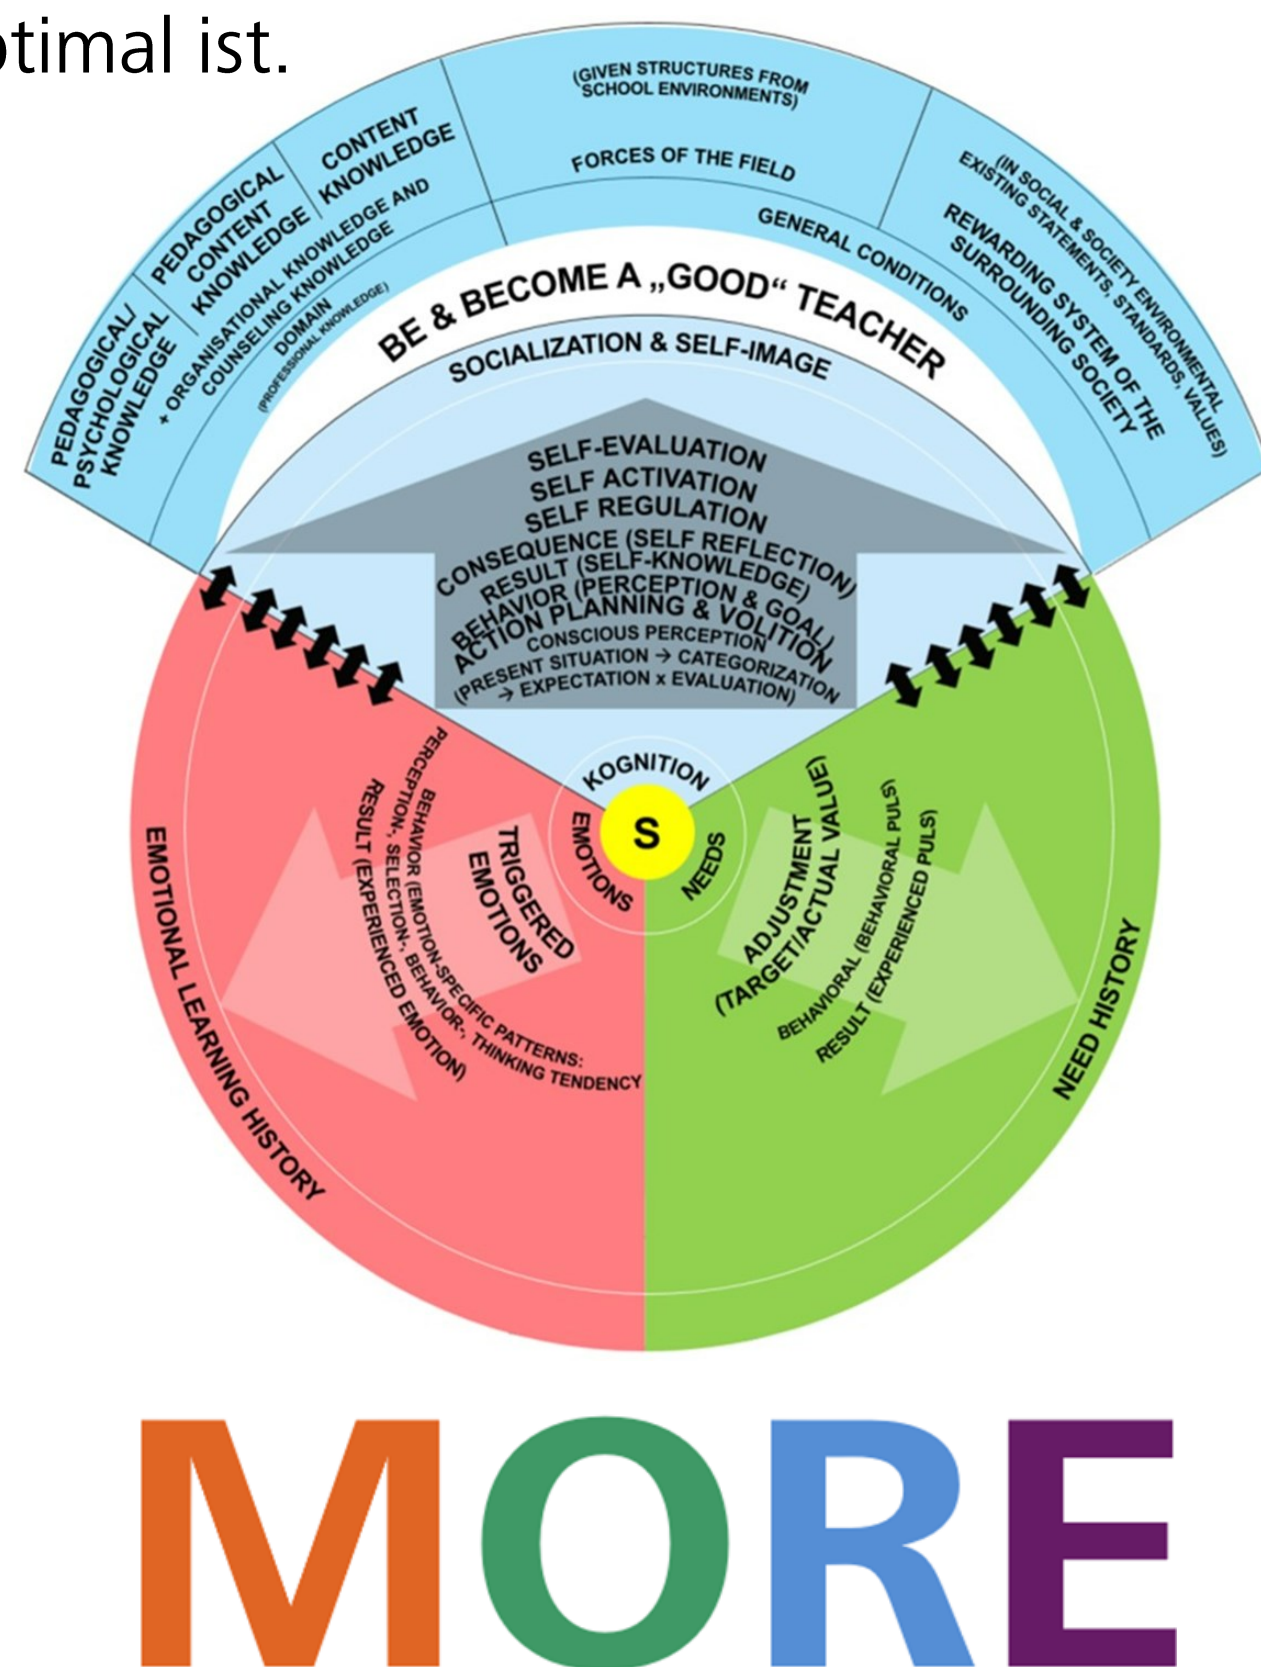 otimal ist.
(GIVEN STRUCTURES FROM
SCHOOL ENVIRONMENTS)
FORCES OF THE FIELD
CONTENT
KNOWLEDGE
PEDAGOGICAL
CONTENT
KNOWLEDGE
PEDAGOGICAL/
PSYCHOLOGICAL
KNOWLEDGE
+ ORGANISATIONAL KNOWLEDGE AND
COUNSELING KNOWLEDGE
DOMAIN
(PROFESSIONAL KNOWLEDGE)
(IN SOCIAL & SOCIETY ENVIRONMENTAL
EXISTING STATEMENTS, STANDARDS, VALUES)
REWARDING SYSTEM OF THE
SURROUNDING SOCIETY
GENERAL CONDITIONS
BE & BECOME A „GOOD“ TEACHER
SOCIALIZATION & SELF-IMAGE
SELF-EVALUATION
SELF ACTIVATION
SELF REGULATION
CONSEQUENCE (SELF REFLECTION)
RESULT (SELF-KNOWLEDGE)
BEHAVIOR (PERCEPTION & GOAL)
ACTION PLANNING & VOLITION
CONSCIOUS PERCEPTION
(PRESENT SITUATION → CATEGORIZATION
→ EXPECTATION x EVALUATION)
KOGNITION
S
EMOTIONS
NEEDS
TRIGGERED
EMOTIONS
BEHAVIOR (EMOTION-SPECIFIC PATTERNS:
PERCEPTION-, SELECTION-, BEHAVIOR-, THINKING TENDENCY
RESULT (EXPERIENCED EMOTION)
EMOTIONAL LEARNING HISTORY
ADJUSTMENT
(TARGET/ACTUAL VALUE)
BEHAVIORAL (BEHAVIORAL PULS)
RESULT (EXPERIENCED PULS)
NEED HISTORY
MORE